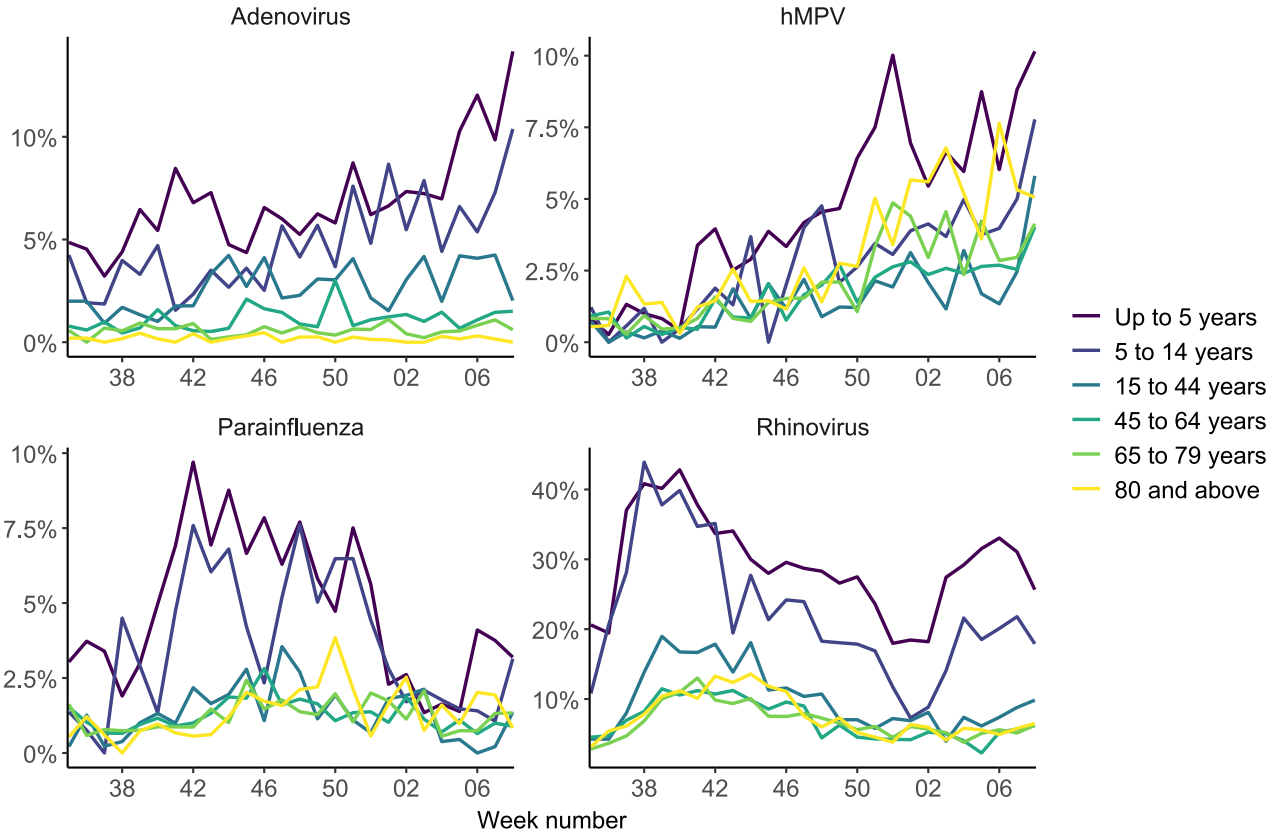 Adenovirus
10%
5%
0%
38 42 46 50 02 06
hMPV
10%
7.5%
5%
2.5%
0%
38 42 46 50 02 06
Parainfluenza
10%
7.5%
5%
2.5%
0%
38 42 46 50 02 06
Rhinovirus
40%
30%
20%
10%
38 42 46 50 02 06
Week number
Up to 5 years
5 to 14 years
15 to 44 years
45 to 64 years
65 to 79 years
80 and above